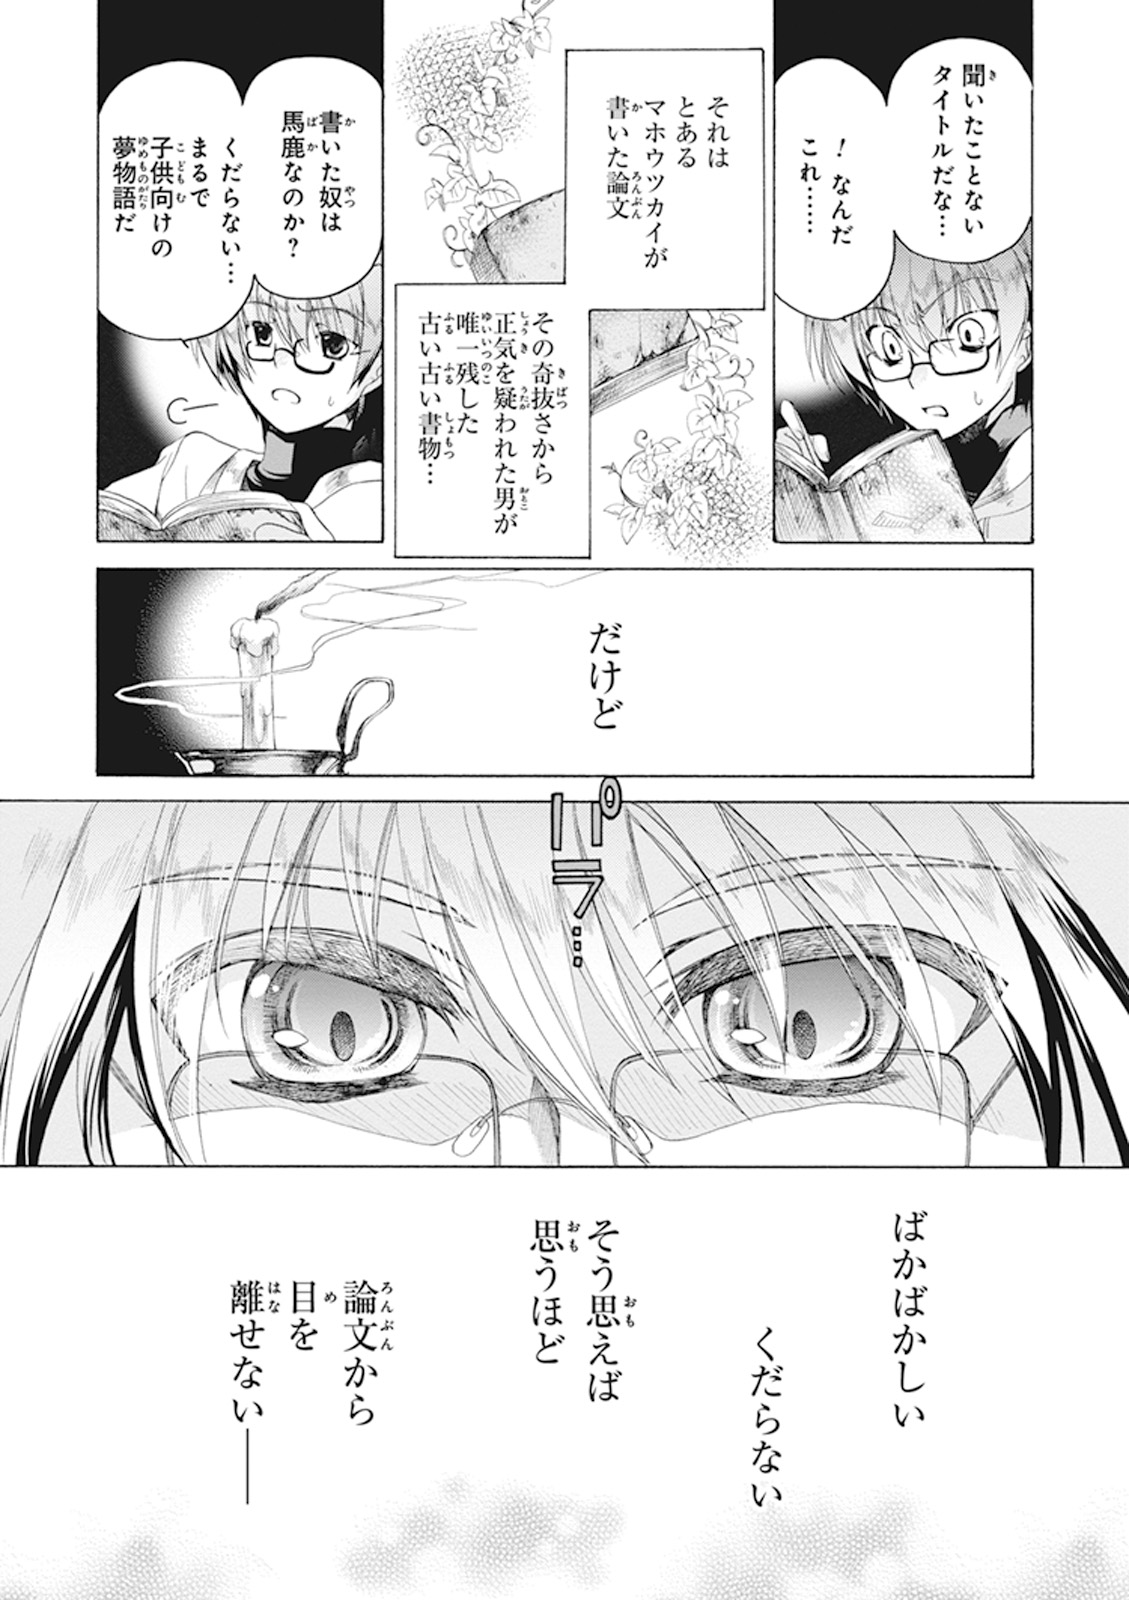 聞いたことない
タイトルだな…
！なんだ
これ……
それは
とある
マホウツカイが
書いた論文
その奇抜さから
正気を疑われた男が
唯一残した
古い古い書物…
書いた奴は
馬鹿なのか？
くだらない…
まるで
子供向けの
夢物語だ
だけど
パラ…
ばかばかしい
くだらない
そう思えば
思うほど
論文から
目を
離せない──